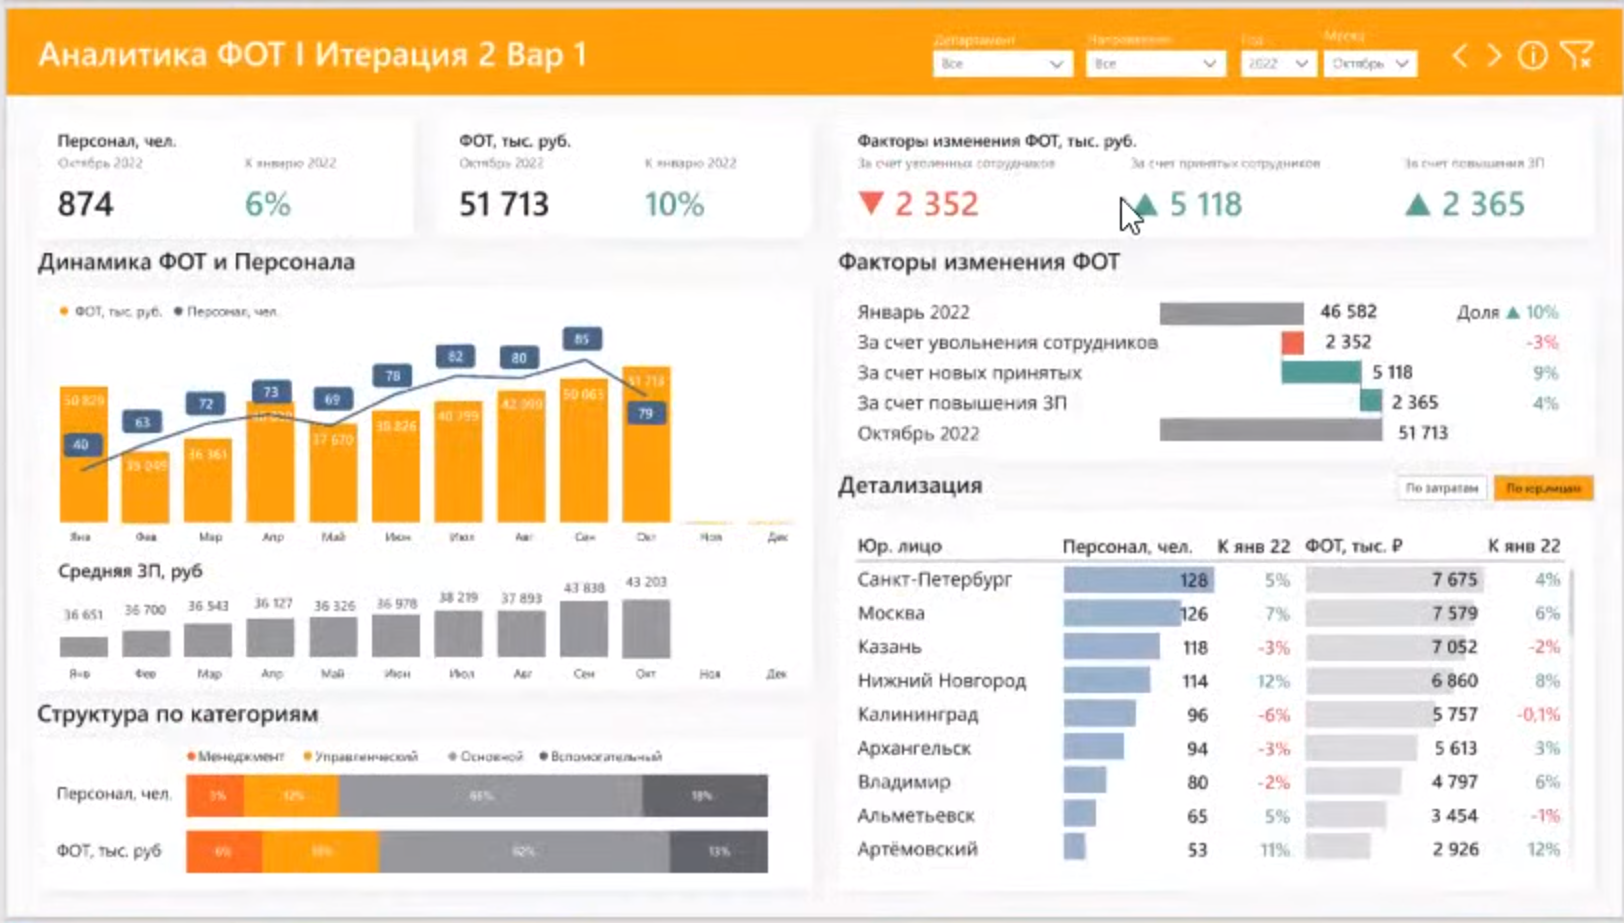 Аналитика ФОТ I Итерация 2 Вар 1
Департамент
Направление
Год
Месяц
Все
Все
2022
Октябрь
Персонал, чел.
Октябрь 2022
К январю 2022
874
6%
ФОТ, тыс. руб.
Октябрь 2022
К январю 2022
51 713
10%
Факторы изменения ФОТ, тыс. руб.
За счет уволенных сотрудников
За счет принятых сотрудников
За счет повышения ЗП
▼ 2 352
▲ 5 118
▲ 2 365
Динамика ФОТ и Персонала
ФОТ, тыс. руб.
Персонал, чел.
40
63
72
73
69
78
82
80
85
79
50 829
36 361
37 670
38 826
40 799
42 099
50 065
51 713
Янв
Фев
Мар
Апр
Май
Июн
Июл
Авг
Сен
Окт
Ноя
Дек
Средняя ЗП, руб
36 651
36 700
36 543
36 127
36 326
36 978
38 219
37 893
43 838
43 203
Янв
Фев
Мар
Апр
Май
Июн
Июл
Авг
Сен
Окт
Ноя
Дек
Структура по категориям
Менеджмент
Управленческий
Основной
Вспомогательный
Персонал, чел.
12%
18%
ФОТ, тыс. руб
6%
62%
13%
Факторы изменения ФОТ
Январь 2022 46 582 Доля ▲ 10%
За счет увольнения сотрудников 2 352 -3%
За счет новых принятых 5 118 9%
За счет повышения ЗП 2 365 4%
Октябрь 2022 51 713
Детализация
По затратам
По юр.лицам
Юр. лицо Персонал, чел. К янв 22 ФОТ, тыс. ₽ К янв 22
Санкт-Петербург 128 5% 7 675 4%
Москва 126 7% 7 579 6%
Казань 118 -3% 7 052 -2%
Нижний Новгород 114 12% 6 860 8%
Калининград 96 -6% 5 757 -0,1%
Архангельск 94 -3% 5 613 3%
Владимир 80 -2% 4 797 6%
Альметьевск 65 5% 3 454 -1%
Артёмовский 53 11% 2 926 12%